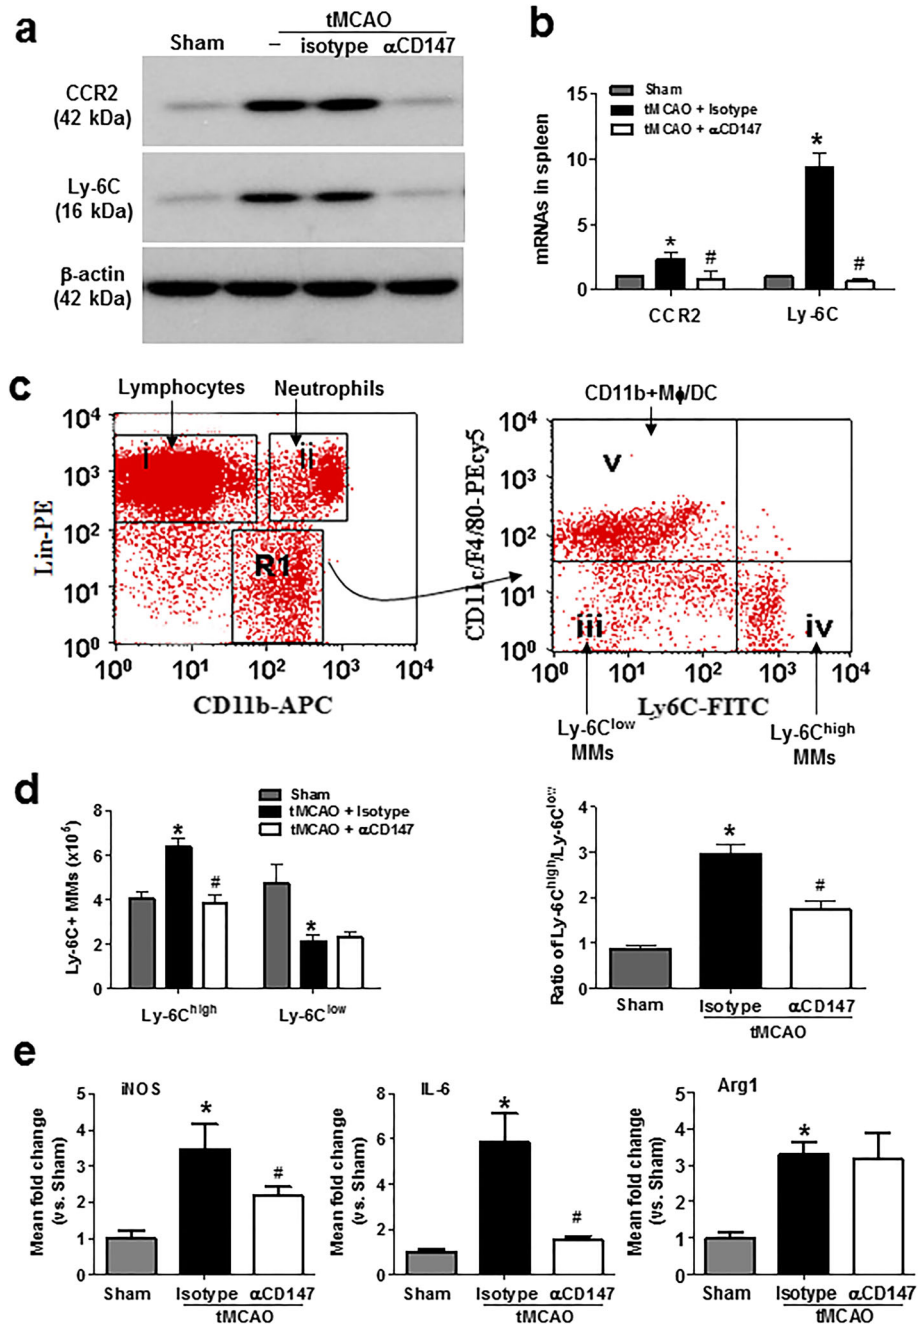 a
tMCAO
Sham – isotype αCD147
CCR2
(42 kDa)
Ly-6C
(16 kDa)
β-actin
(42 kDa)
b
Sham
tMCAO + Isotype
tMCAO + αCD147
mRNAs in spleen
15
10
5
0
*
#
*
#
CCR2 Ly-6C
c
Lymphocytes Neutrophils
Lin-PE
10⁴
10³
10²
10¹
10⁰
i
ii
R1
10⁰ 10¹ 10² 10³ 10⁴
CD11b-APC
CD11b+Mϕ/DC
CD11c/F4/80-PEcy5
10⁴
10³
10²
10¹
10⁰
v
iii
iv
10⁰ 10¹ 10² 10³ 10⁴
Ly6C-FITC
Ly-6Clow
MMs
Ly-6Chigh
MMs
d
Sham
tMCAO + Isotype
tMCAO + αCD147
Ly-6C+ MMs (x10⁵)
8
6
4
2
0
*
#
*
Ly-6Chigh Ly-6Clow
Ratio of Ly-6Chigh/Ly-6Clow
4
3
2
1
0
*
#
Sham Isotype αCD147
tMCAO
e
iNOS
Mean fold change
(vs. Sham)
5
4
3
2
1
0
*
#
Sham Isotype αCD147
tMCAO
IL-6
Mean fold change
(vs. Sham)
8
6
4
2
0
*
#
Sham Isotype αCD147
tMCAO
Arg1
Mean fold change
(vs. Sham)
5
4
3
2
1
0
*
Sham Isotype αCD147
tMCAO